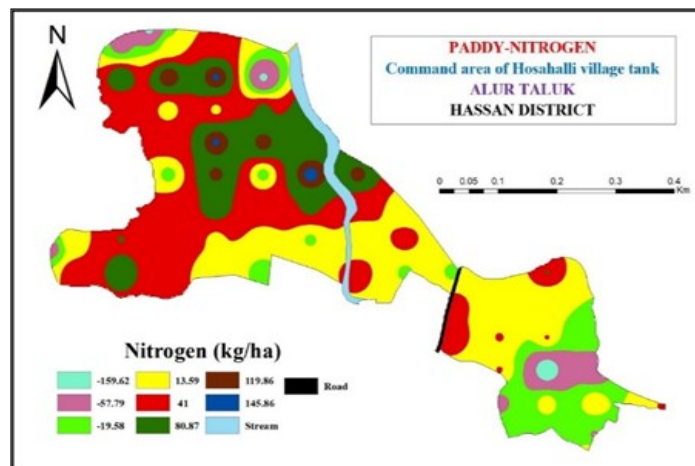 N
PADDY-NITROGEN
Command area of Hosahalli village tank
ALUR TALUK
HASSAN DISTRICT
0 0.05 0.1 0.2 0.3 0.4
Km
Nitrogen (kg/ha)
-159.62 13.59 119.86 Road
-57.79 41 145.86
-19.58 80.87 Stream